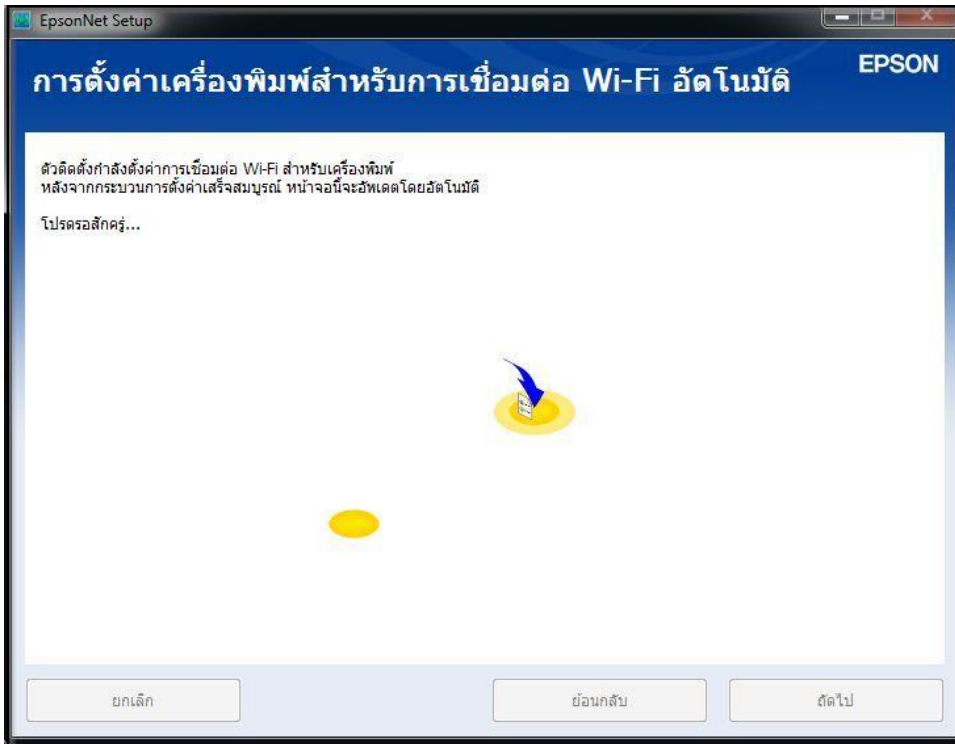 EpsonNet Setup
การตั้งค่าเครื่องพิมพ์สำหรับการเชื่อมต่อ Wi-Fi อัตโนมัติ
EPSON
ตัวติดตั้งกำลังตั้งค่าการเชื่อมต่อ Wi-Fi สำหรับเครื่องพิมพ์
หลังจากกระบวนการตั้งค่าเสร็จสมบูรณ์ หน้าจอนี้จะอัพเดตโดยอัตโนมัติ
โปรดรอสักครู่...
ยกเลิก
ย้อนกลับ
ถัดไป